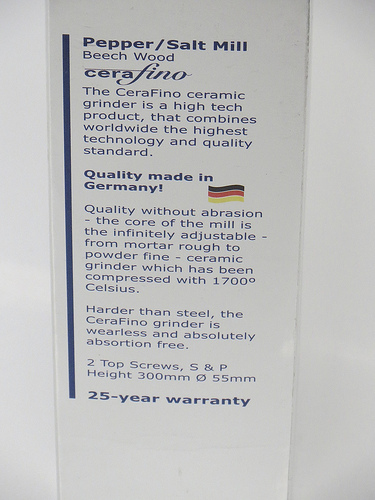 Pepper/Salt Mill
Beech Wood
cerafino
The CeraFino ceramic
grinder is a high tech
product, that combines
worldwide the highest
technology and quality
standard.
Quality made in
Germany!
Quality without abrasion
- the core of the mill is
the infinitely adjustable -
from mortar rough to
powder fine - ceramic
grinder which has been
compressed with 1700°
Celsius.
Harder than steel, the
CeraFino grinder is
wearless and absolutely
absortion free.
2 Top Screws, S & P
Height 300mm Ø 55mm
25-year warranty